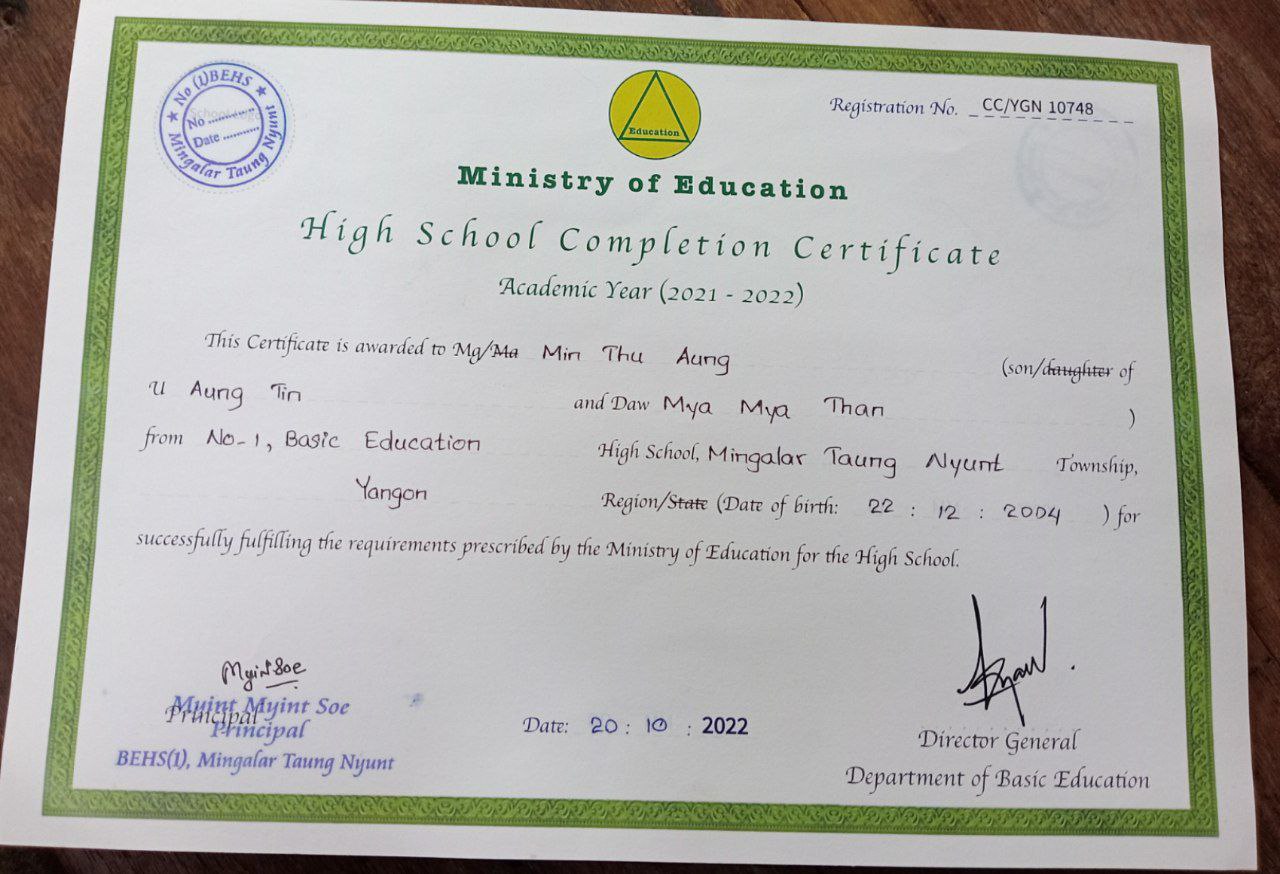 No (1)BEHS
No ............
Date ............
Mingalar Taung Nyunt
Education
Registration No. CC/YGN 10748
Ministry of Education
High School Completion Certificate
Academic Year (2021 - 2022)
This Certificate is awarded to Mg/Ma Min Thu Aung (son/daughter of
U Aung Tin and Daw Mya Mya Than )
from No-1, Basic Education High School, Mingalar Taung Nyunt Township,
Yangon Region/State (Date of birth: 22 : 12 : 2004 ) for
successfully fulfilling the requirements prescribed by the Ministry of Education for the High School.
Myint Soe
Myint Myint Soe
Principal
Principal
BEHS(1), Mingalar Taung Nyunt
Date: 20 : 10 : 2022
Director General
Department of Basic Education